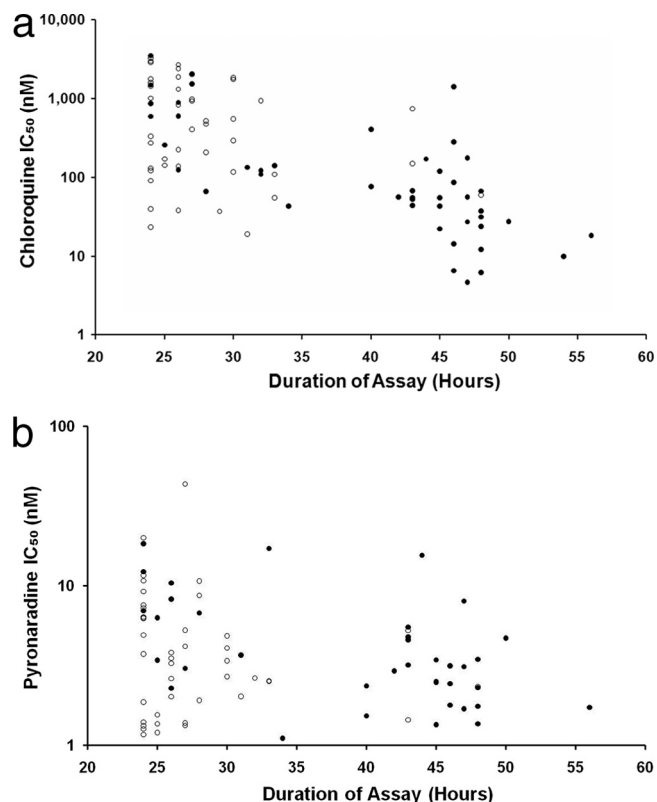 a
10,000
1,000
100
10
1
Chloroquine IC₅₀ (nM)
20 25 30 35 40 45 50 55 60
Duration of Assay (Hours)
b
100
10
1
Pyronaradine IC₅₀ (nM)
20 25 30 35 40 45 50 55 60
Duration of Assay (Hours)